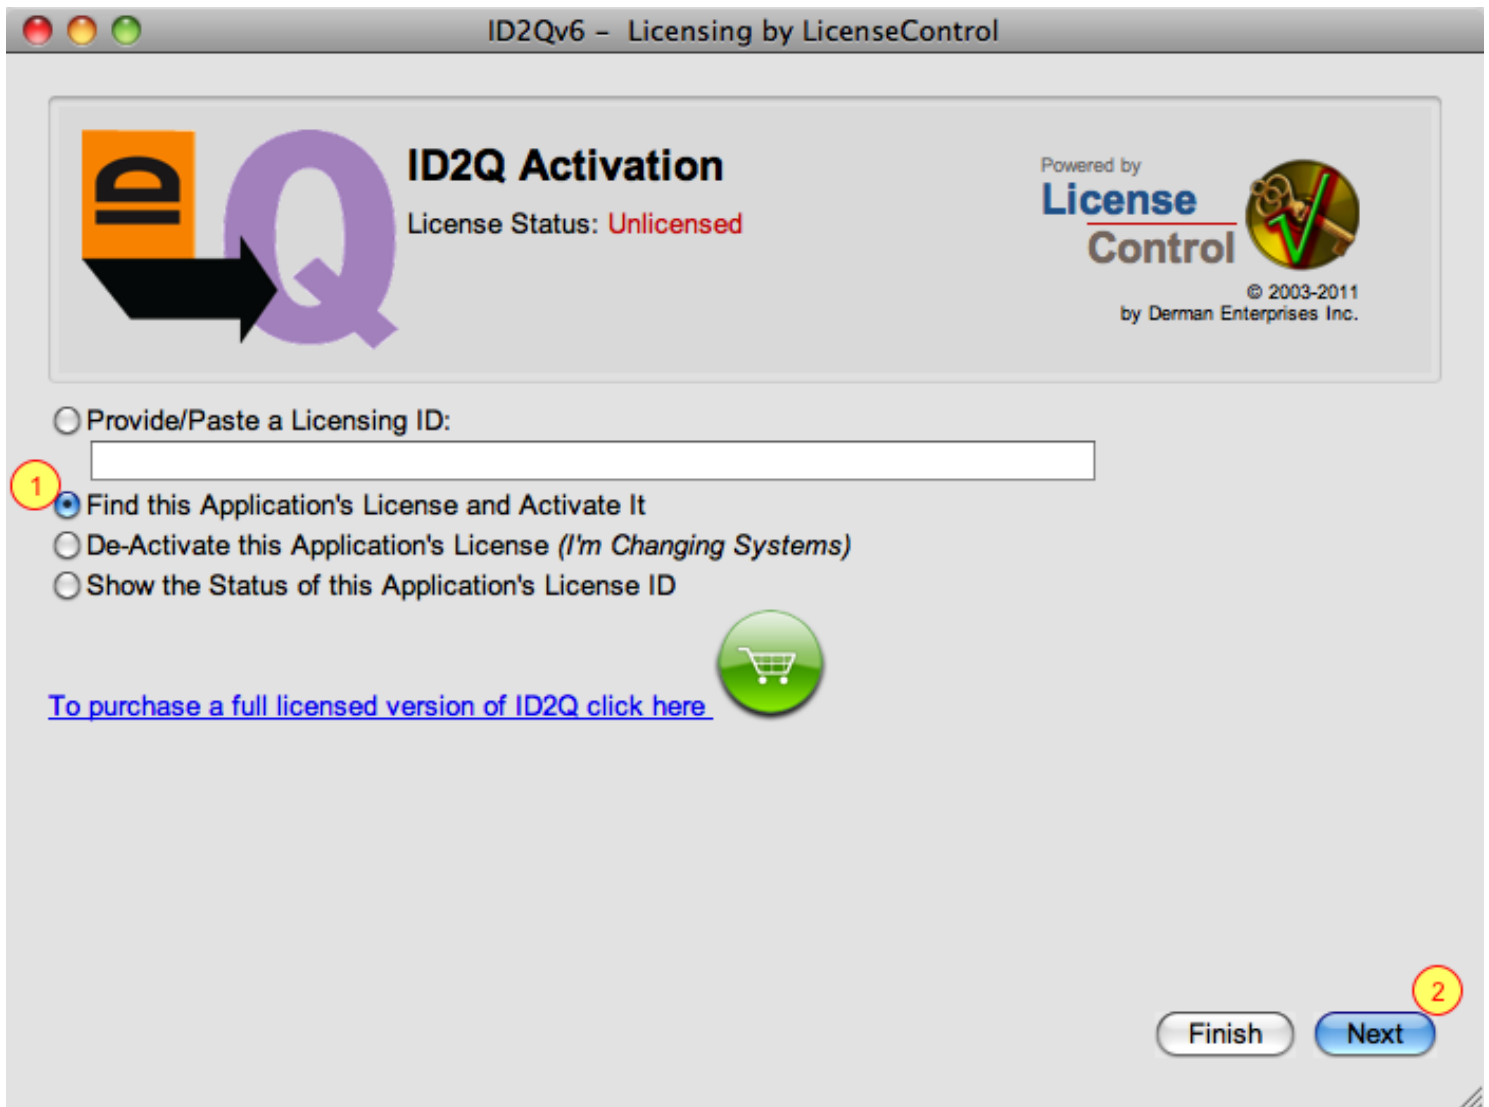 ID2Qv6 – Licensing by LicenseControl
ID
Q
ID2Q Activation
License Status: Unlicensed
Powered by
License
Control
© 2003-2011
by Derman Enterprises Inc.
Provide/Paste a Licensing ID:
1
Find this Application's License and Activate It
De-Activate this Application's License (I'm Changing Systems)
Show the Status of this Application's License ID
To purchase a full licensed version of ID2Q click here
2
Finish
Next